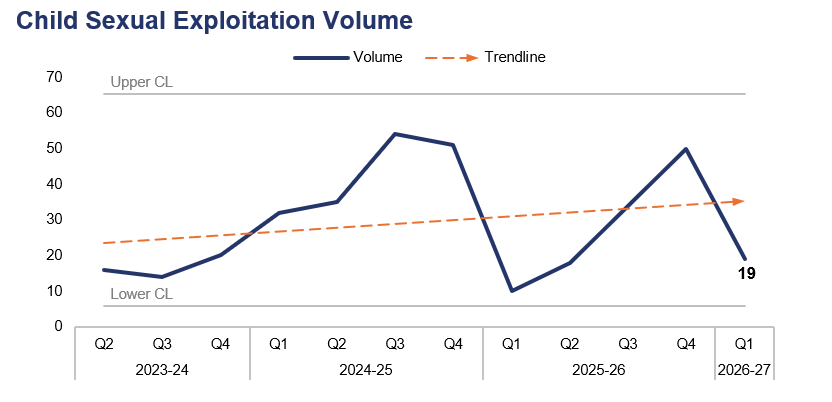 Child Sexual Exploitation Volume
Volume Trendline
70
Upper CL
60
50
40
30
20
10
Lower CL
0
19
Q2 Q3 Q4 Q1 Q2 Q3 Q4 Q1 Q2 Q3 Q4 Q1
2023-24 2024-25 2025-26 2026-27